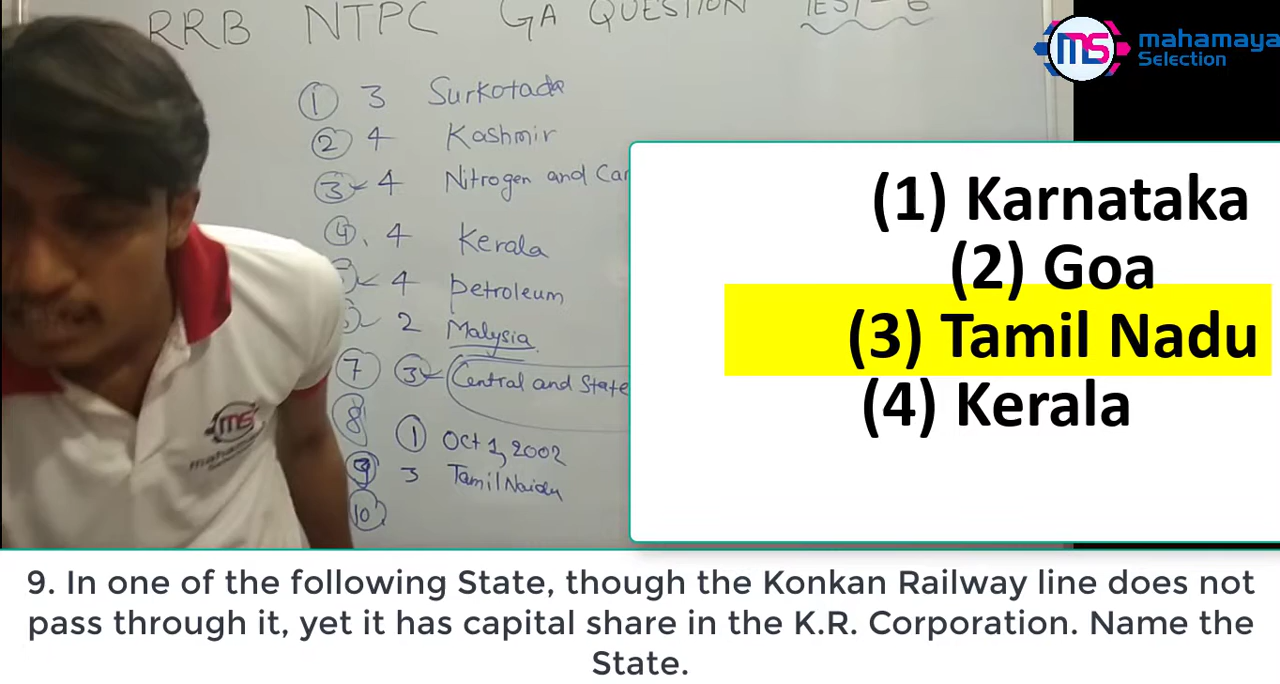 RRB NTPC GA QUESTION TEST-6
mahamaya
Selection
① 3 Surkotada
② 4 Kashmir
③ 4 Nitrogen and Car
④. 4 Kerala
4 petroleum
2 Malysia.
⑦ ③ Central and State
⑧ ① Oct 1, 2002
⑨ 3 Tamil Naidu
⑩
(1) Karnataka
(2) Goa
(3) Tamil Nadu
(4) Kerala
ms
mahamaya
9. In one of the following State, though the Konkan Railway line does not
pass through it, yet it has capital share in the K.R. Corporation. Name the
State.